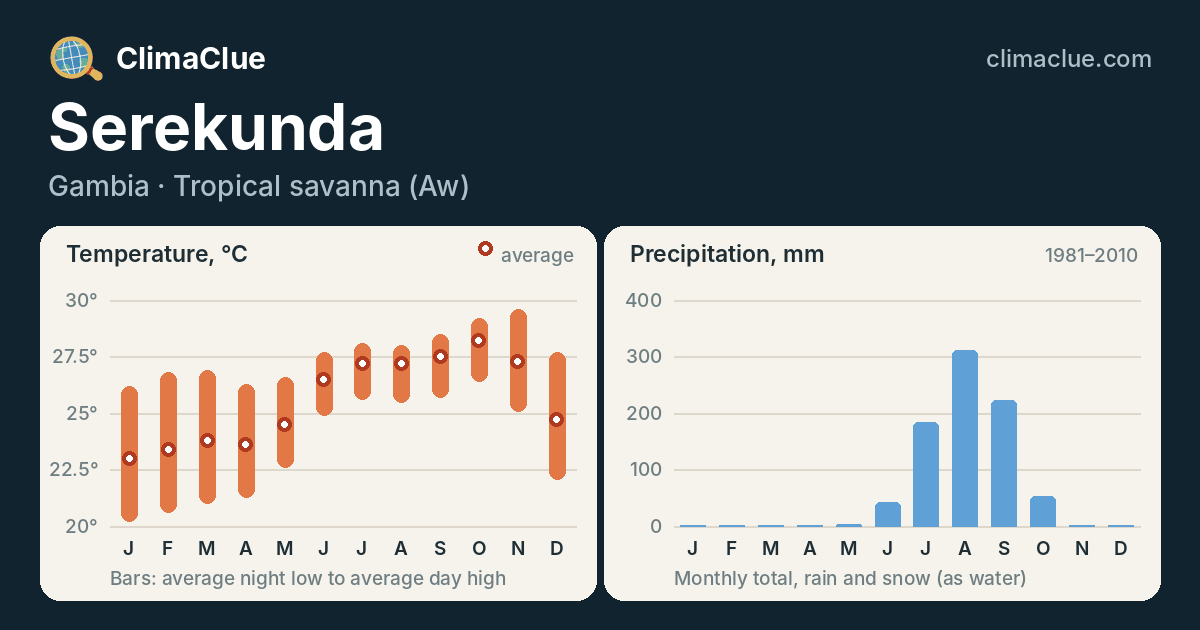 ClimaClue
climaclue.com
Serekunda
Gambia · Tropical savanna (Aw)
Temperature, °C
average
30°
27.5°
25°
22.5°
20°
J F M A M J J A S O N D
Bars: average night low to average day high
Precipitation, mm
1981–2010
400
300
200
100
0
J F M A M J J A S O N D
Monthly total, rain and snow (as water)